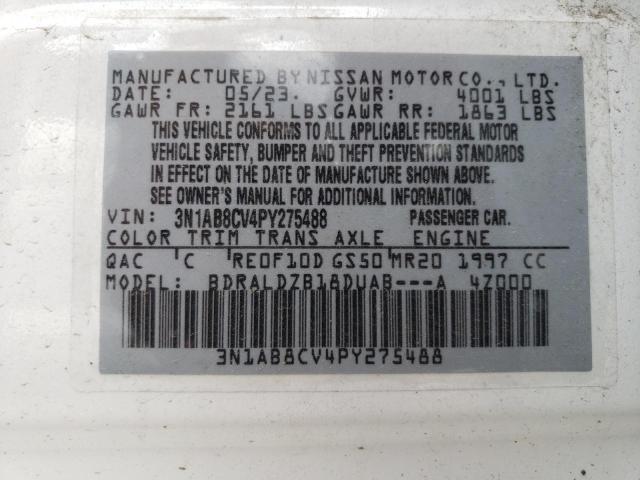 MANUFACTURED BY NISSAN MOTOR CO., LTD.
DATE: 05/23. GVWR: 4001 LBS
GAWR FR: 2161 LBS GAWR RR: 1863 LBS
THIS VEHICLE CONFORMS TO ALL APPLICABLE FEDERAL MOTOR
VEHICLE SAFETY, BUMPER AND THEFT PREVENTION STANDARDS
IN EFFECT ON THE DATE OF MANUFACTURE SHOWN ABOVE.
SEE OWNER'S MANUAL FOR ADDITIONAL INFORMATION.
VIN: 3N1AB8CV4PY275488 PASSENGER CAR.
COLOR TRIM TRANS AXLE ENGINE
QAC C RE0F10D GS50 MR20 1997 CC
MODEL: BDRALDZB18DUAB---A 4Z000
3N1AB8CV4PY275488